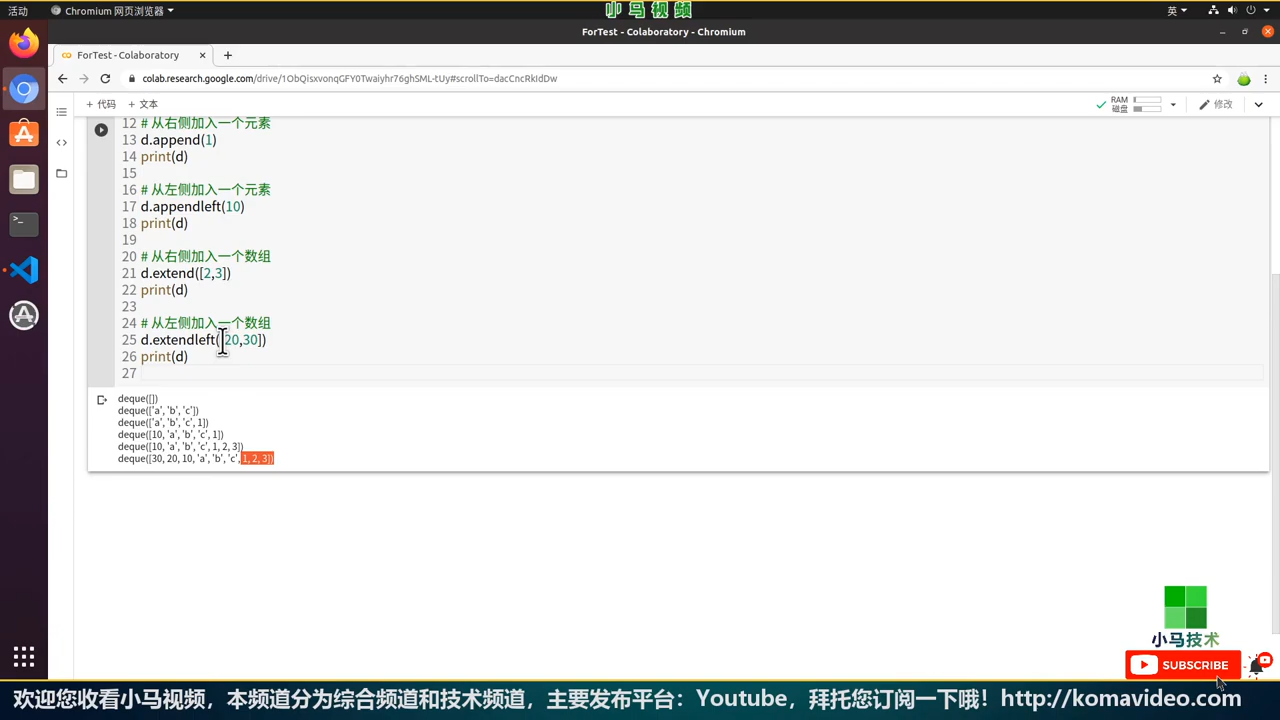 活动
Chromium 网页浏览器
小马视频
英
ForTest - Colaboratory - Chromium
ForTest - Colaboratory
colab.research.google.com/drive/1ObQisxvonqGFY0Twaiyhr76ghSML-tUy#scrollTo=dacCncRkIdDw
+ 代码 + 文本
RAM
磁盘
修改
12 # 从右侧加入一个元素
13 d.append(1)
14 print(d)
15
16 # 从左侧加入一个元素
17 d.appendleft(10)
18 print(d)
19
20 # 从右侧加入一个数组
21 d.extend([2,3])
22 print(d)
23
24 # 从左侧加入一个数组
25 d.extendleft([20,30])
26 print(d)
27
deque([])
deque(['a', 'b', 'c'])
deque(['a', 'b', 'c', 1])
deque([10, 'a', 'b', 'c', 1])
deque([10, 'a', 'b', 'c', 1, 2, 3])
deque([30, 20, 10, 'a', 'b', 'c', 1, 2, 3])
小马技术
SUBSCRIBE
欢迎您收看小马视频，本频道分为综合频道和技术频道，主要发布平台：Youtube，拜托您订阅一下哦！http://komavideo.com